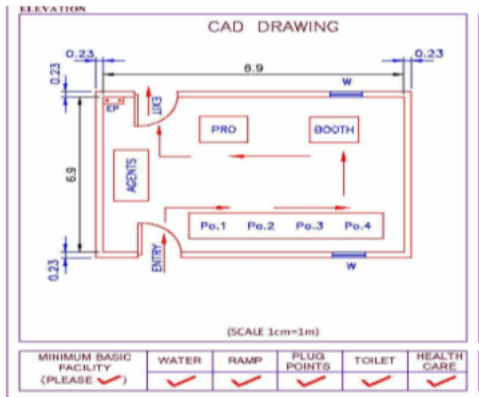 ELEVATION
CAD DRAWING
0.23
6.9
0.23
0.23
W
EXIT
EP
PRO
BOOTH
AGENTS
6.9
Po.1 Po.2 Po.3 Po.4
ENTRY
0.23
W
(SCALE 1cm=1m)
MINIMUM BASIC FACILITY (PLEASE ✓)
WATER
RAMP
PLUG POINTS
TOILET
HEALTH CARE